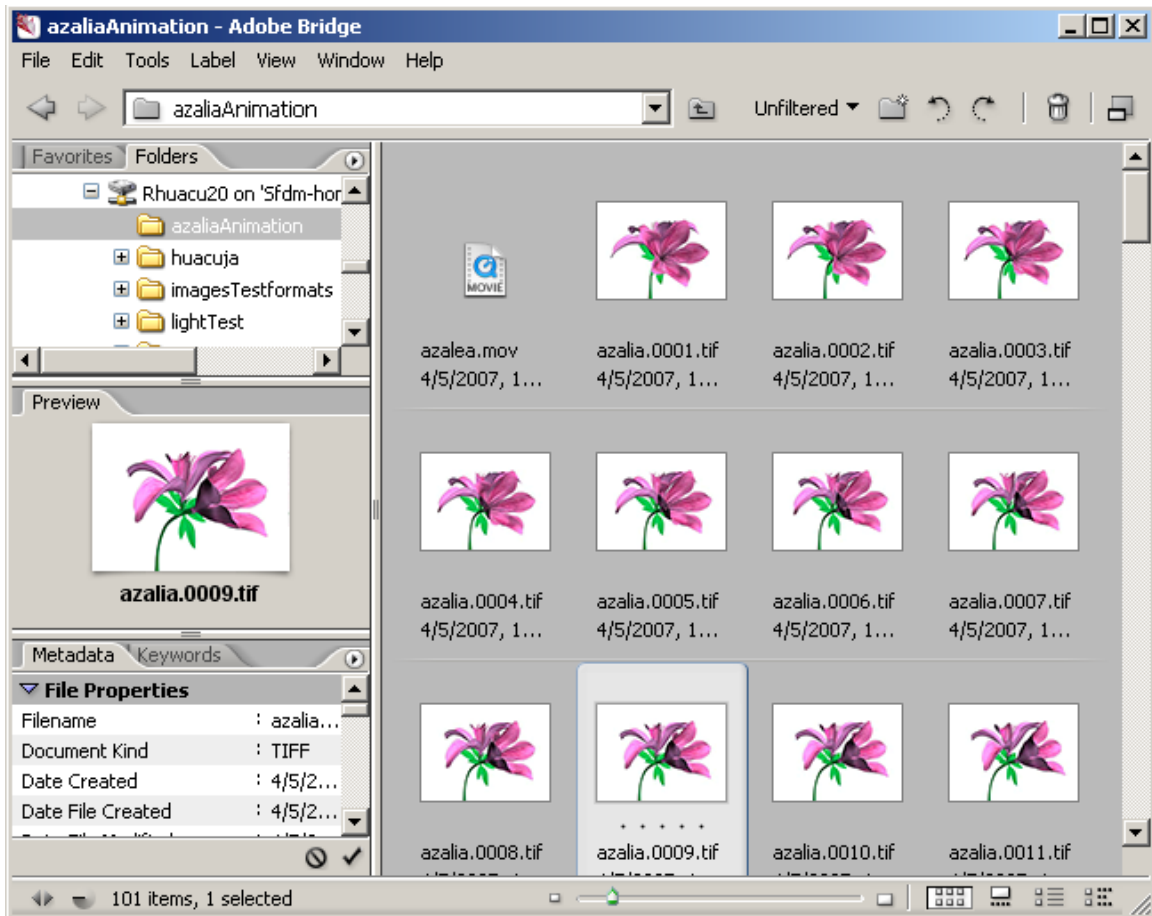 azaliaAnimation - Adobe Bridge
File Edit Tools Label View Window Help
azaliaAnimation
Unfiltered
Favorites Folders
Rhuacu20 on 'Sfdm-hor
azaliaAnimation
huacuja
imagesTestformats
lightTest
Preview
azalia.0009.tif
Metadata Keywords
File Properties
Filename : azalia...
Document Kind : TIFF
Date Created : 4/5/2...
Date File Created : 4/5/2...
MOVIE
azalea.mov azalia.0001.tif azalia.0002.tif azalia.0003.tif
4/5/2007, 1... 4/5/2007, 1... 4/5/2007, 1... 4/5/2007, 1...
azalia.0004.tif azalia.0005.tif azalia.0006.tif azalia.0007.tif
4/5/2007, 1... 4/5/2007, 1... 4/5/2007, 1... 4/5/2007, 1...
azalia.0008.tif azalia.0009.tif azalia.0010.tif azalia.0011.tif
101 items, 1 selected